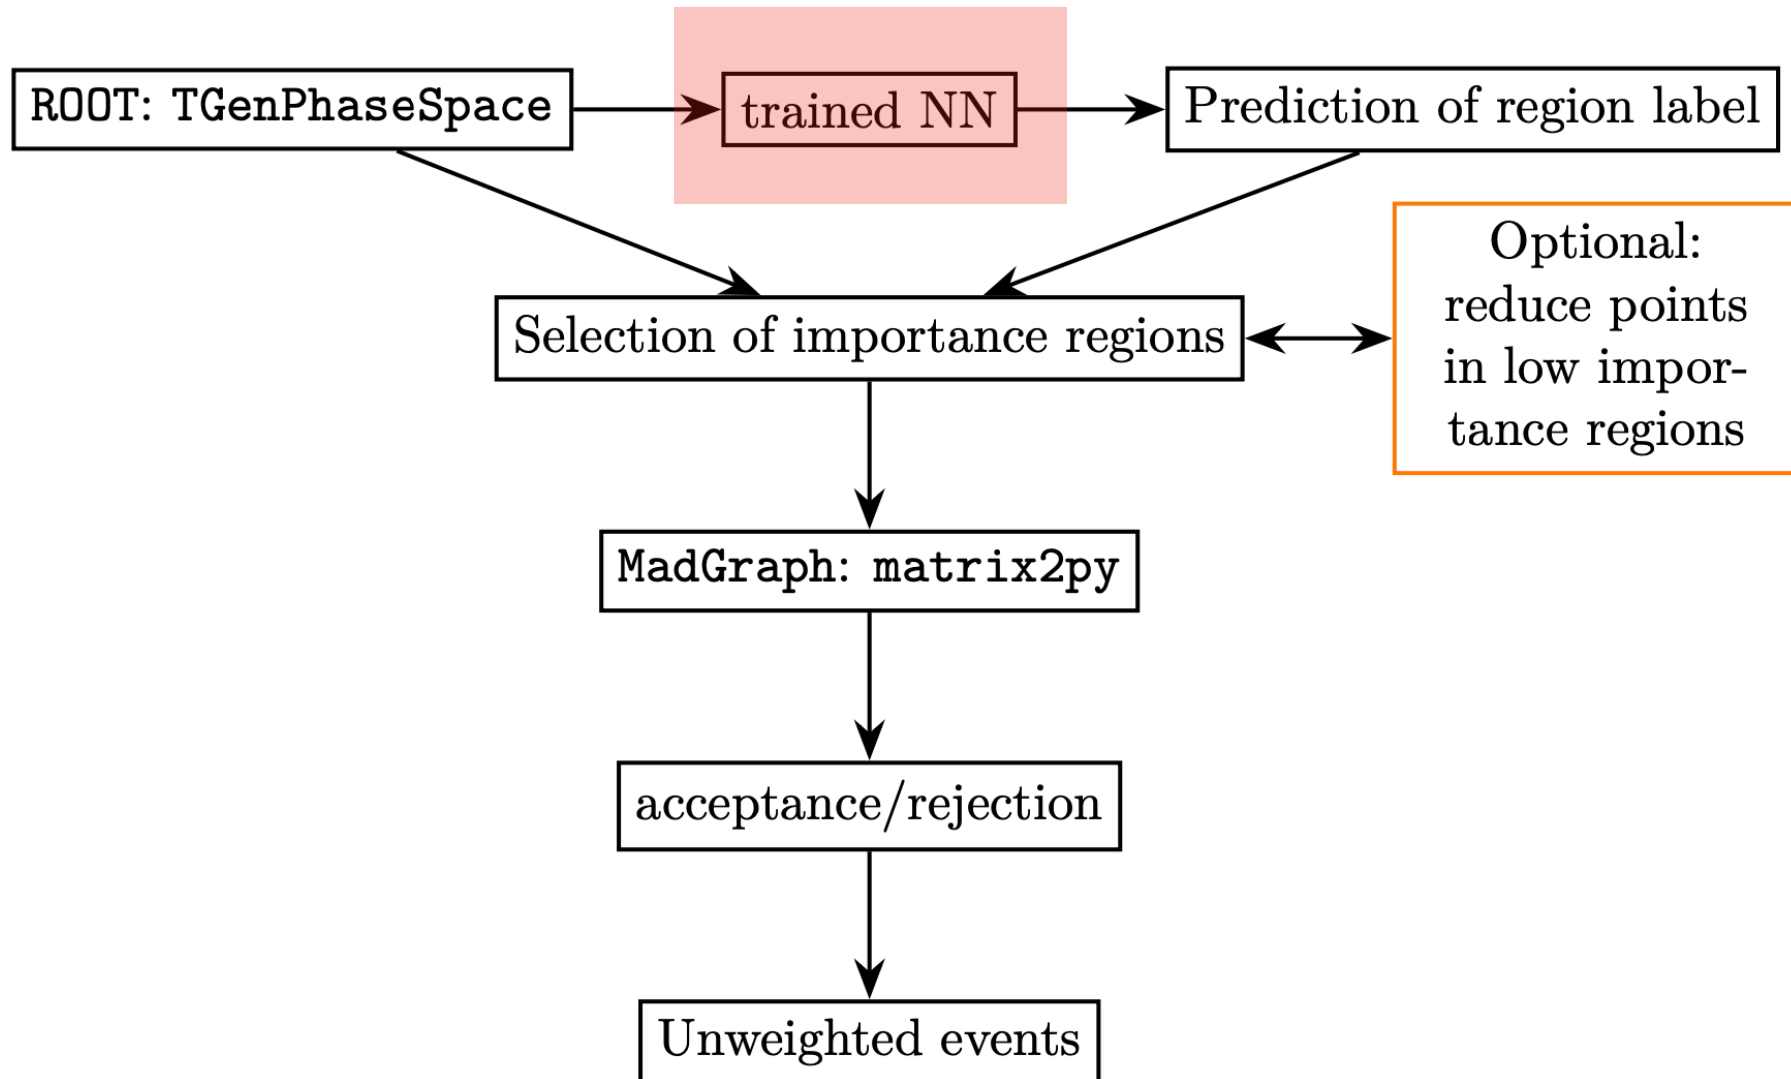 ROOT: TGenPhaseSpace
trained NN
Prediction of region label
Optional:
reduce points
in low impor-
tance regions
Selection of importance regions
MadGraph: matrix2py
acceptance/rejection
Unweighted events